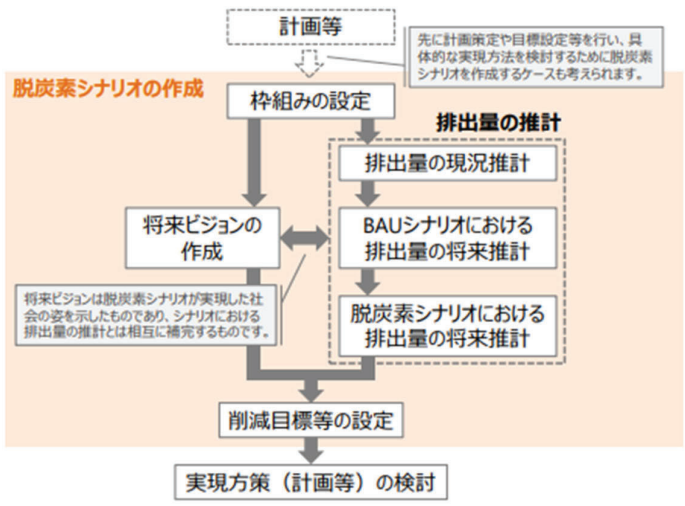 計画等
先に計画策定や目標設定等を行い、具
体的な実現方法を検討するために脱炭素
シナリオを作成するケースも考えられます。
脱炭素シナリオの作成
枠組みの設定
排出量の推計
排出量の現況推計
将来ビジョンの
作成
BAUシナリオにおける
排出量の将来推計
将来ビジョンは脱炭素シナリオが実現した社
会の姿を示したものであり、シナリオにおける
排出量の推計とは相互に補完するものです。
脱炭素シナリオにおける
排出量の将来推計
削減目標等の設定
実現方策（計画等）の検討